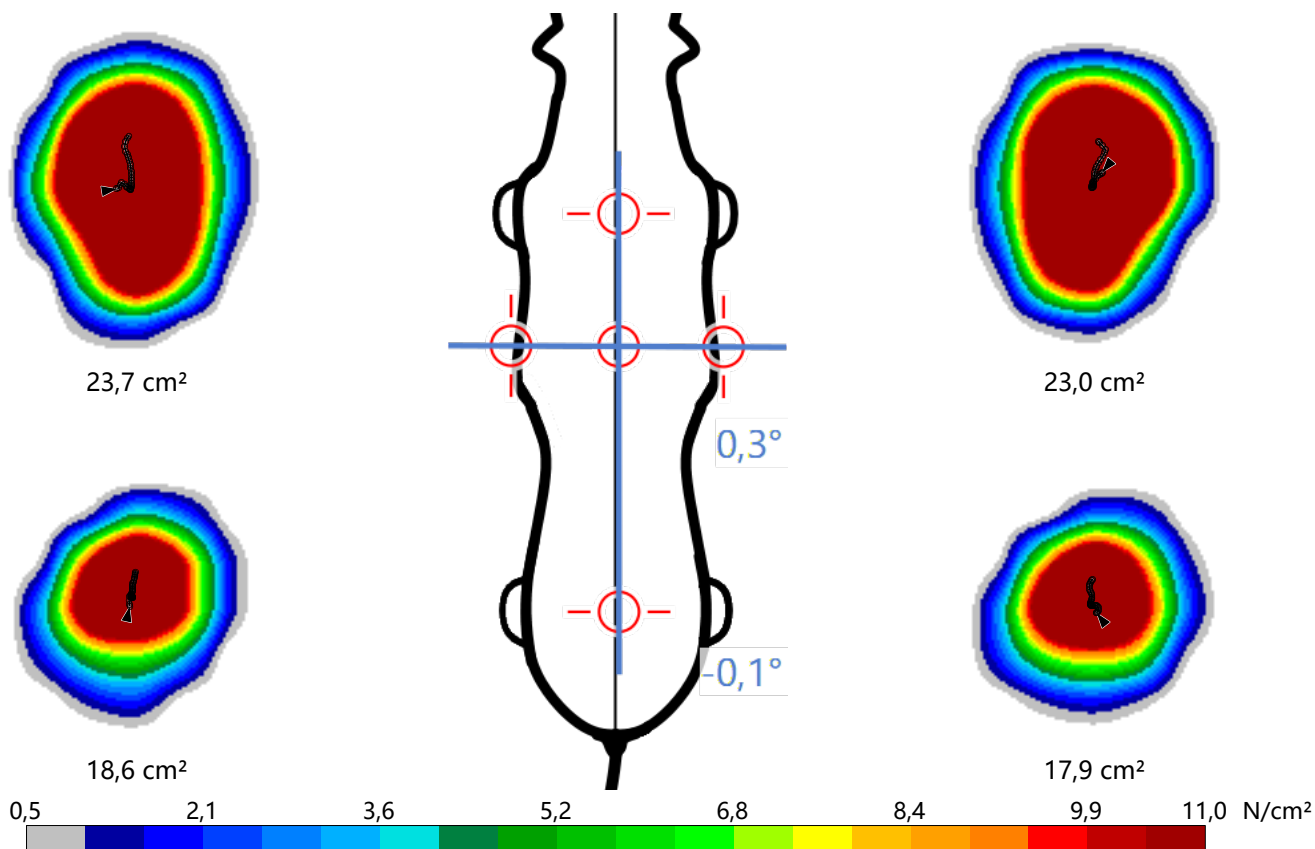 23,7 cm²
23,0 cm²
0,3°
-0,1°
18,6 cm²
17,9 cm²
0,5 2,1 3,6 5,2 6,8 8,4 9,9 11,0 N/cm²